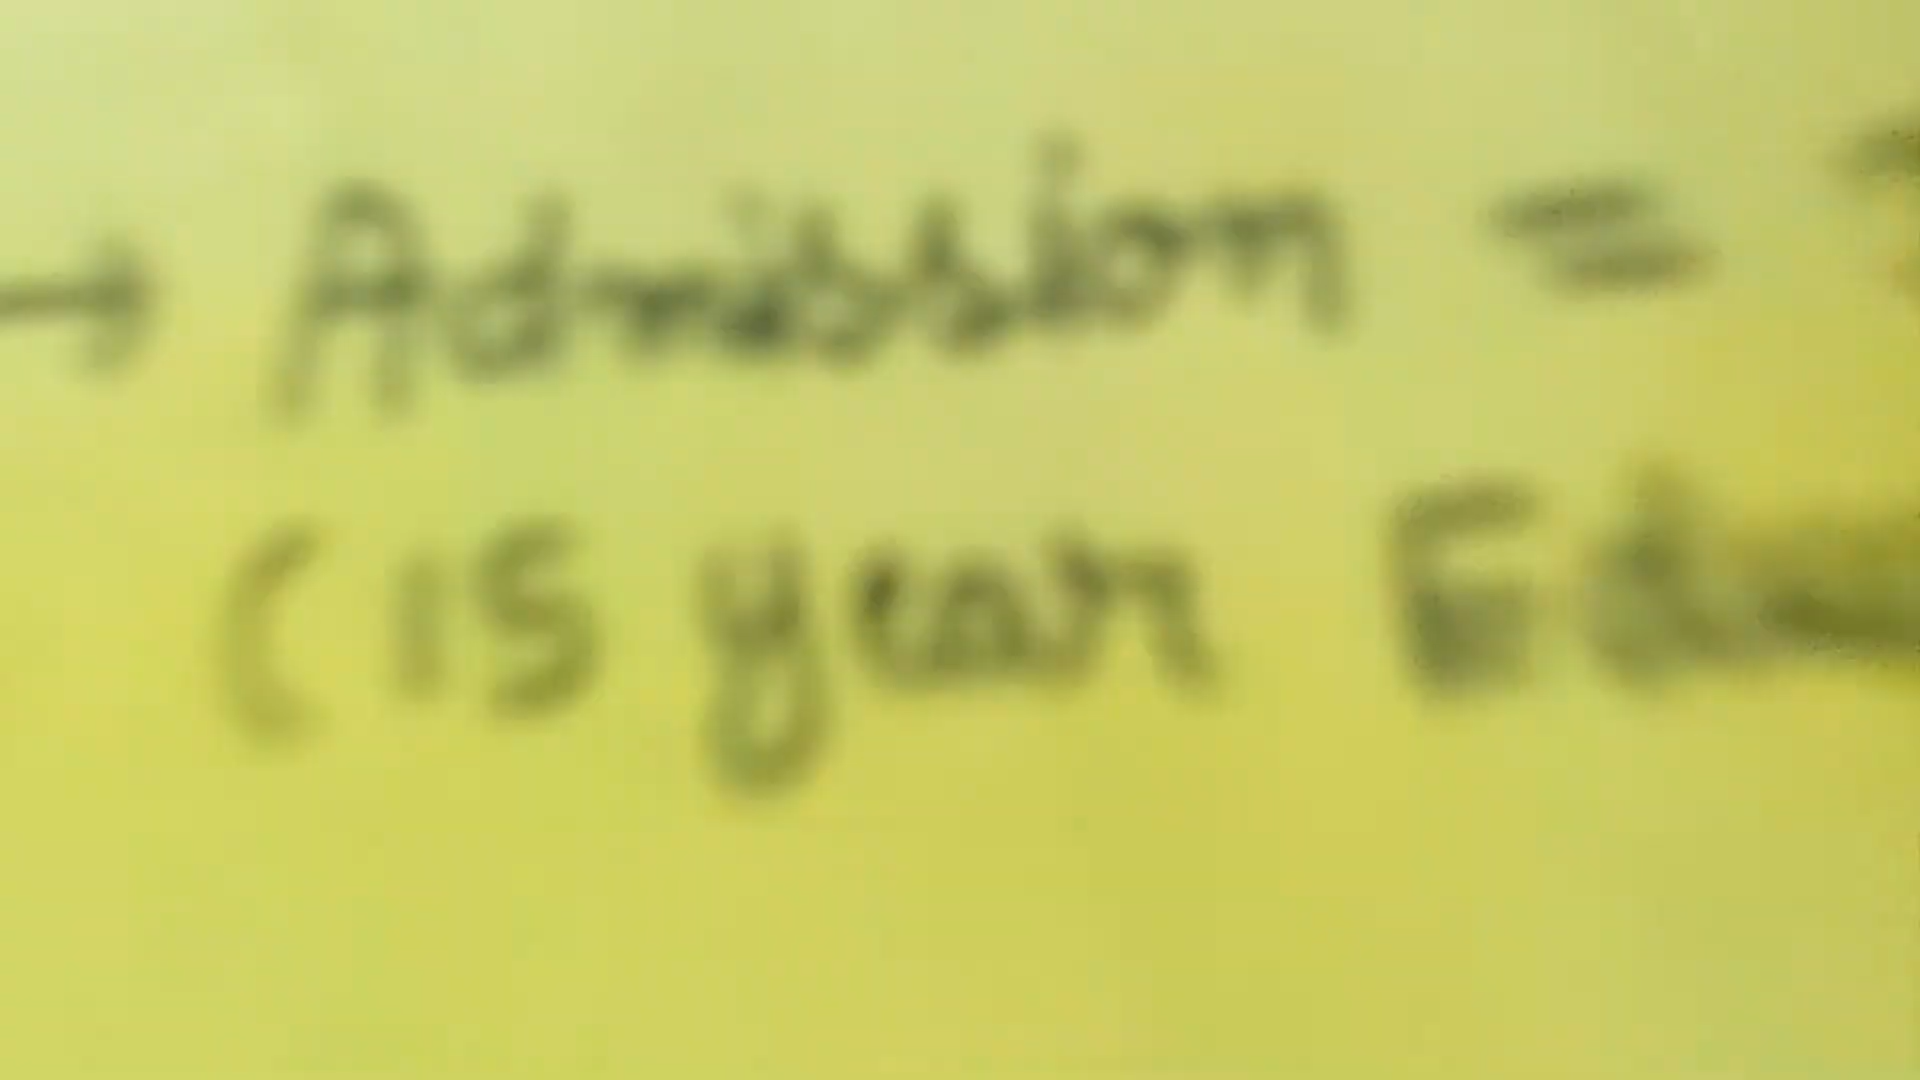 → Admission =
(15 year